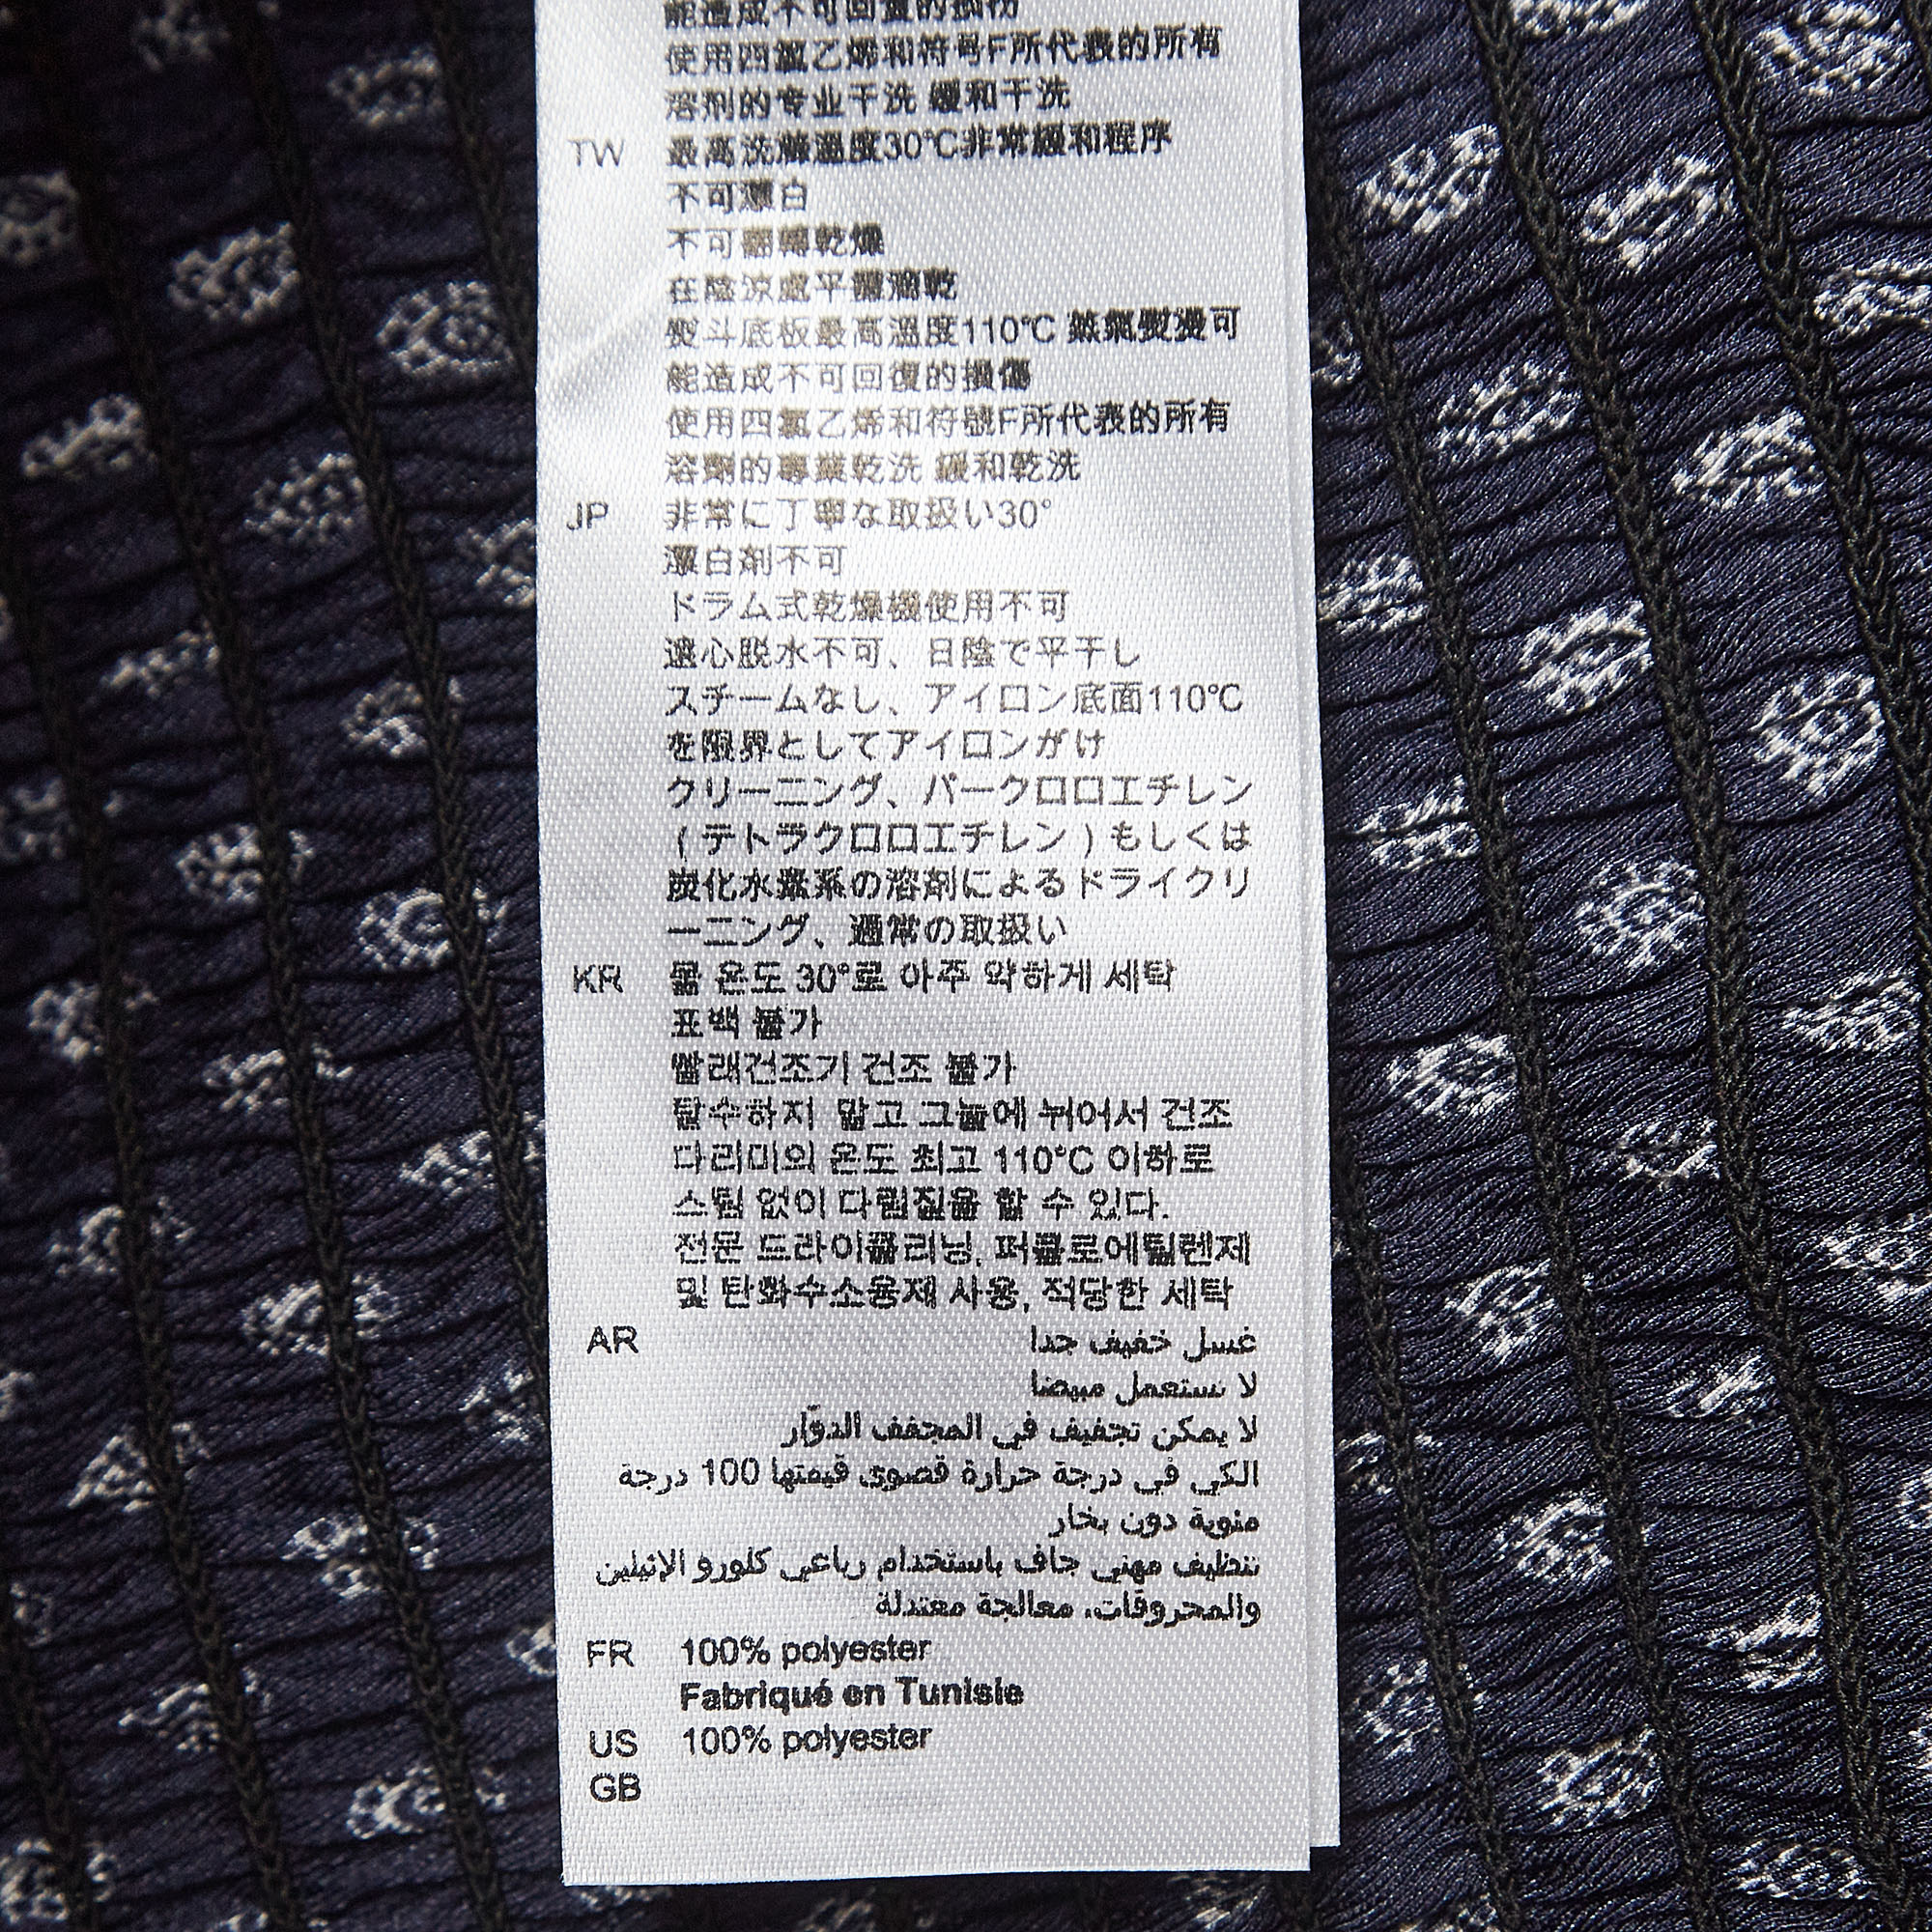 能造成不可回复的损伤
使用四氯乙烯和符号F所代表的所有
溶剂的专业干洗 緩和干洗
TW 最高洗滌溫度30℃非常緩和程序
不可漂白
不可翻轉乾燥
在陰涼處平攤滴乾
熨斗底板最高溫度110℃ 蒸氣熨燙可
能造成不可回復的損傷
使用四氯乙烯和符號F所代表的所有
溶劑的專業乾洗 緩和乾洗
JP 非常に丁寧な取扱い30°
漂白剤不可
ドラム式乾燥機使用不可
遠心脱水不可、日陰で平干し
スチームなし、アイロン底面110℃
を限界としてアイロンがけ
クリーニング、パークロロエチレン
(テトラクロロエチレン)もしくは
炭化水素系の溶剤によるドライクリ
ーニング、通常の取扱い
KR 물 온도 30°로 아주 약하게 세탁
표백 불가
빨래건조기 건조 불가
탈수하지 말고 그늘에 뉘어서 건조
다리미의 온도 최고 110°C 이하로
스팀 없이 다림질을 할 수 있다.
전문 드라이클리닝, 퍼클로에틸렌제
및 탄화수소용제 사용, 적당한 세탁
AR غسل خفيف جدا
لا تستعمل مبيضا
لا يمكن تجفيف في المجفف الدوّار
الكي في درجة حرارة قصوى قيمتها 100 درجة
منوية دون بخار
تنظيف مهني جاف باستخدام رباعي كلورو الإثيلين
والمحروقات، معالجة معتدلة
FR 100% polyester
Fabriqué en Tunisie
US 100% polyester
GB